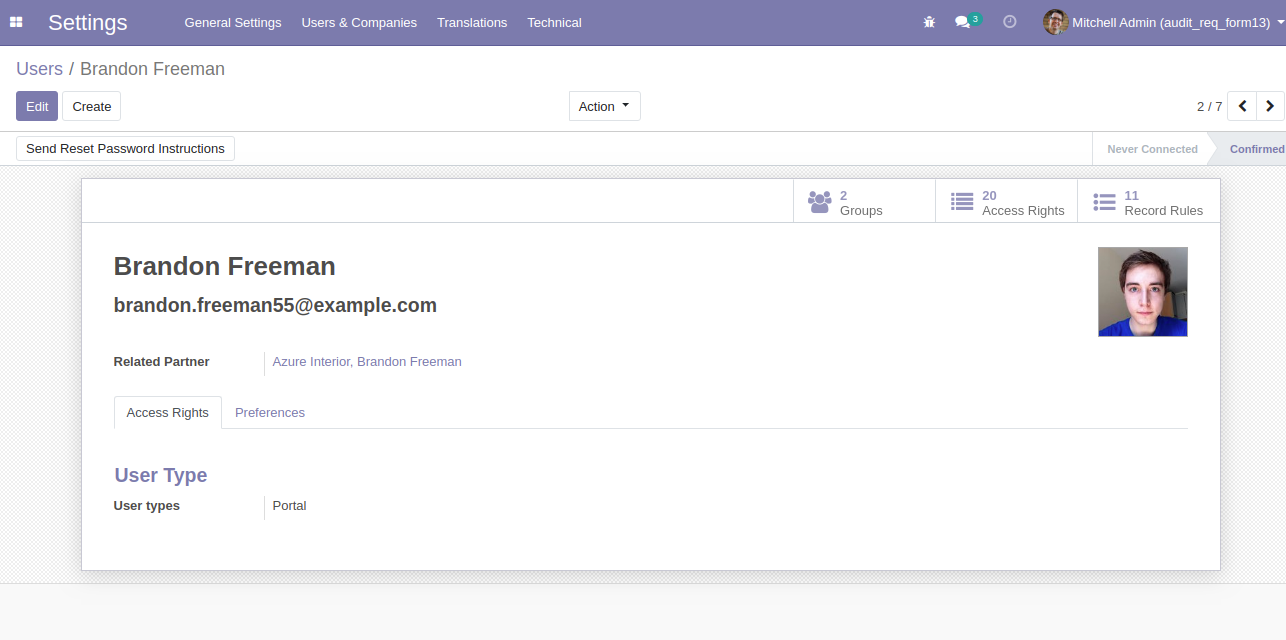 Settings General Settings Users & Companies Translations Technical 3 Mitchell Admin (audit_req_form13)
Users / Brandon Freeman
Edit Create Action 2 / 7
Send Reset Password Instructions Never Connected Confirmed
2 20 11
Groups Access Rights Record Rules
Brandon Freeman
brandon.freeman55@example.com
Related Partner Azure Interior, Brandon Freeman
Access Rights Preferences
User Type
User types Portal